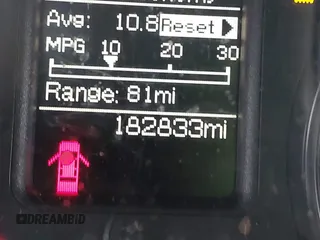 Avg: 10.8 Reset
MPG 10 20 30
Range: 81mi
182833mi
DREAMBID